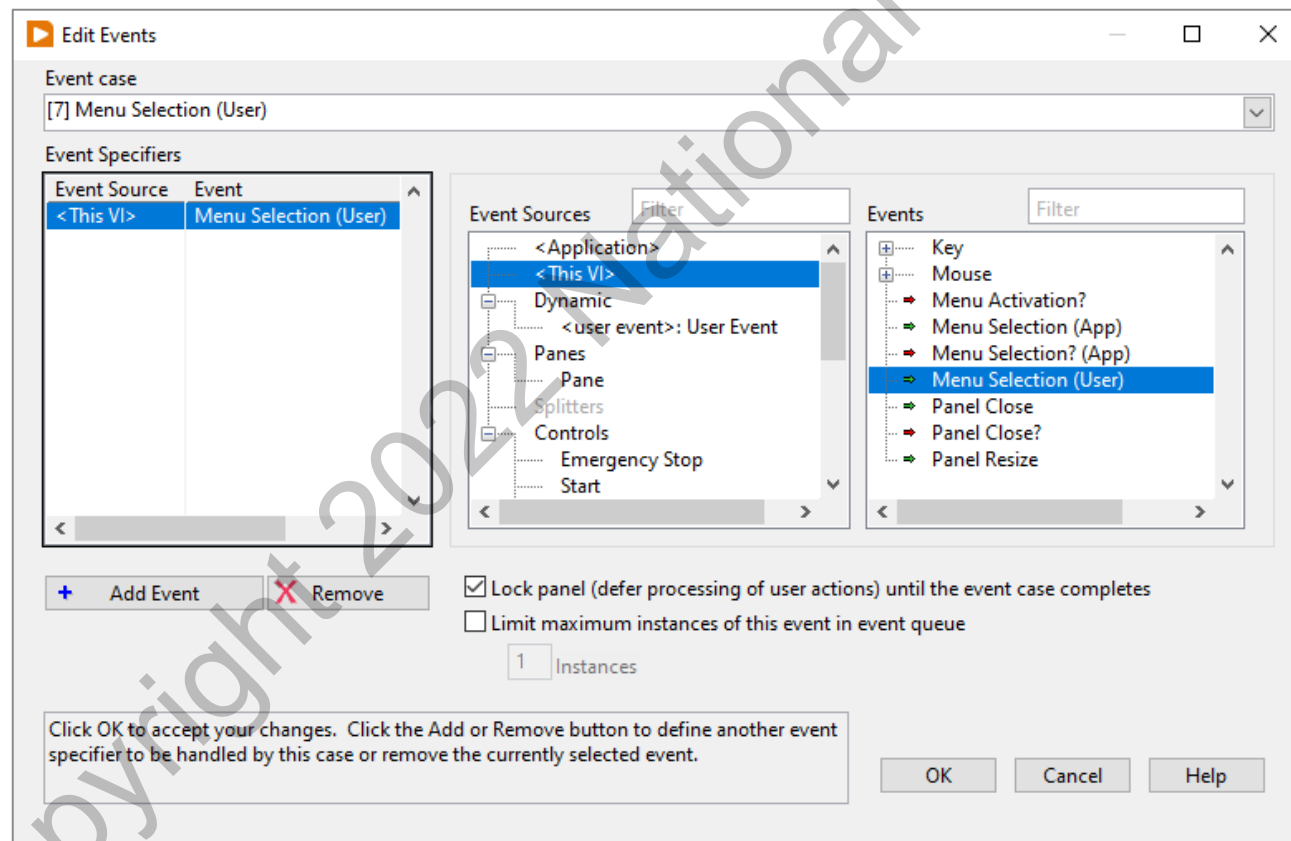 Edit Events
Event case
[7] Menu Selection (User)
Event Specifiers
Event Source Event
<This VI> Menu Selection (User)
Event Sources Filter
<Application>
<This VI>
Dynamic
<user event>: User Event
Panes
Pane
Splitters
Controls
Emergency Stop
Start
Events Filter
Key
Mouse
Menu Activation?
Menu Selection (App)
Menu Selection? (App)
Menu Selection (User)
Panel Close
Panel Close?
Panel Resize
Add Event Remove
Lock panel (defer processing of user actions) until the event case completes
Limit maximum instances of this event in event queue
1 Instances
Click OK to accept your changes. Click the Add or Remove button to define another event
specifier to be handled by this case or remove the currently selected event.
OK Cancel Help
pyright 2022 National